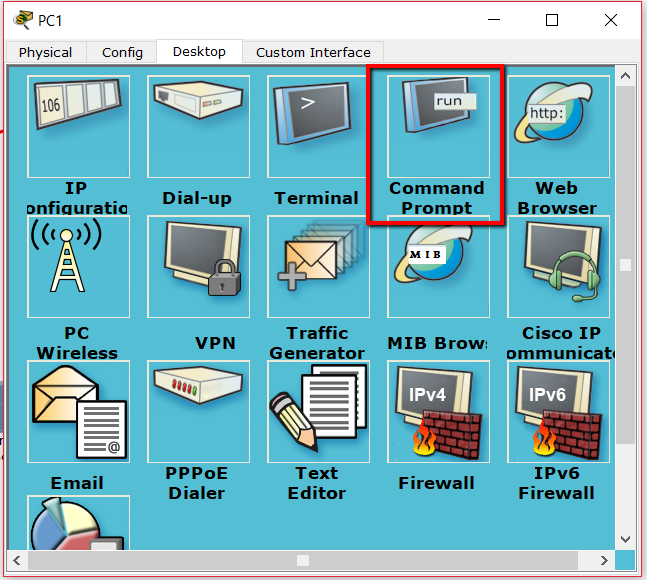 PC1
Physical
Config
Desktop
Custom Interface
106
>
run
http:
IP
onfiguratio
Dial-up
Terminal
Command
Prompt
Web
Browser
MIB
PC
Wireless
VPN
Traffic
Generator
MIB Brows
Cisco IP
ommunicato
@
IPv4
IPv6
Email
PPPoE
Dialer
Text
Editor
Firewall
IPv6
Firewall